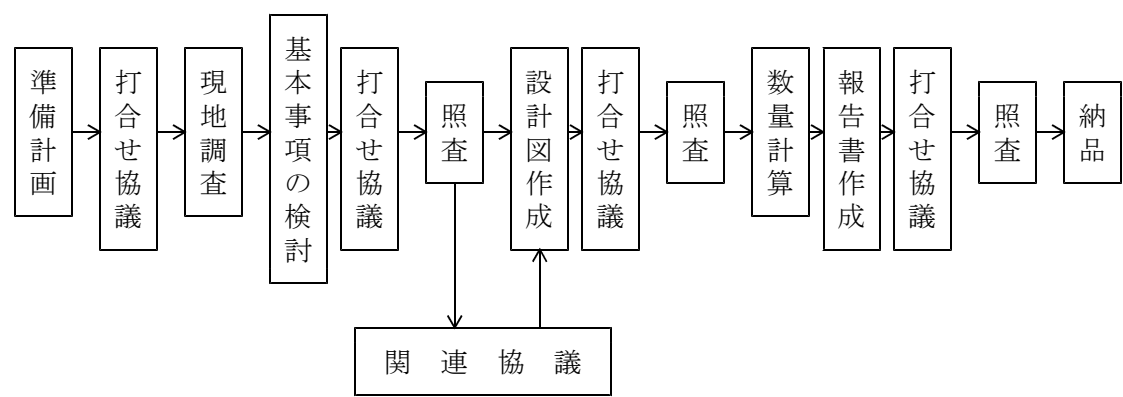 準備計画
打合せ協議
現地調査
基本事項の検討
打合せ協議
照査
設計図作成
打合せ協議
照査
数量計算
報告書作成
打合せ協議
照査
納品
関連協議